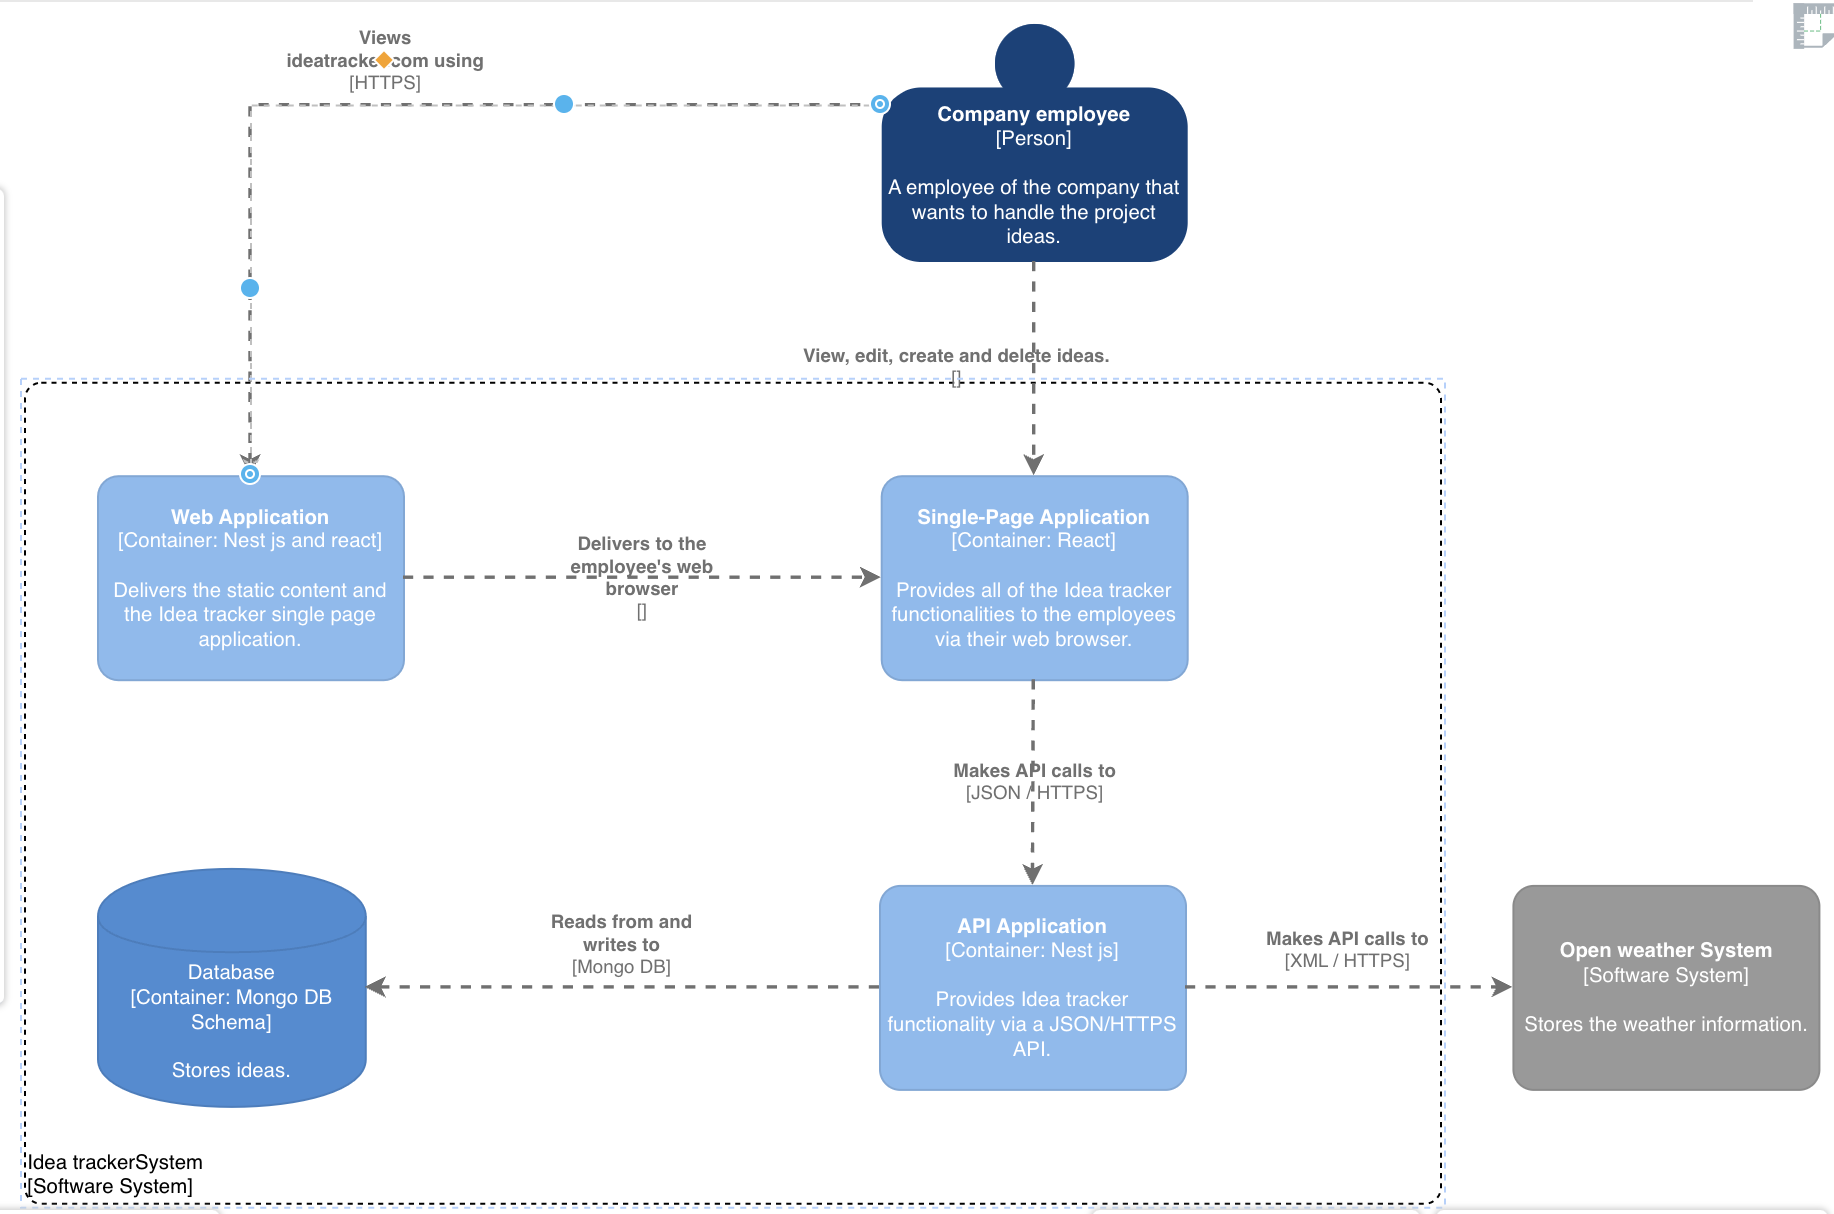 Views
ideatracke com using
[HTTPS]
Company employee
[Person]
A employee of the company that
wants to handle the project
ideas.
View, edit, create and delete ideas.
[]
Web Application
[Container: Nest js and react]
Delivers the static content and
the Idea tracker single page
application.
Delivers to the
employee's web
browser
[]
Single-Page Application
[Container: React]
Provides all of the Idea tracker
functionalities to the employees
via their web browser.
Makes API calls to
[JSON / HTTPS]
Database
[Container: Mongo DB
Schema]
Stores ideas.
Reads from and
writes to
[Mongo DB]
API Application
[Container: Nest js]
Provides Idea tracker
functionality via a JSON/HTTPS
API.
Makes API calls to
[XML / HTTPS]
Open weather System
[Software System]
Stores the weather information.
Idea trackerSystem
[Software System]